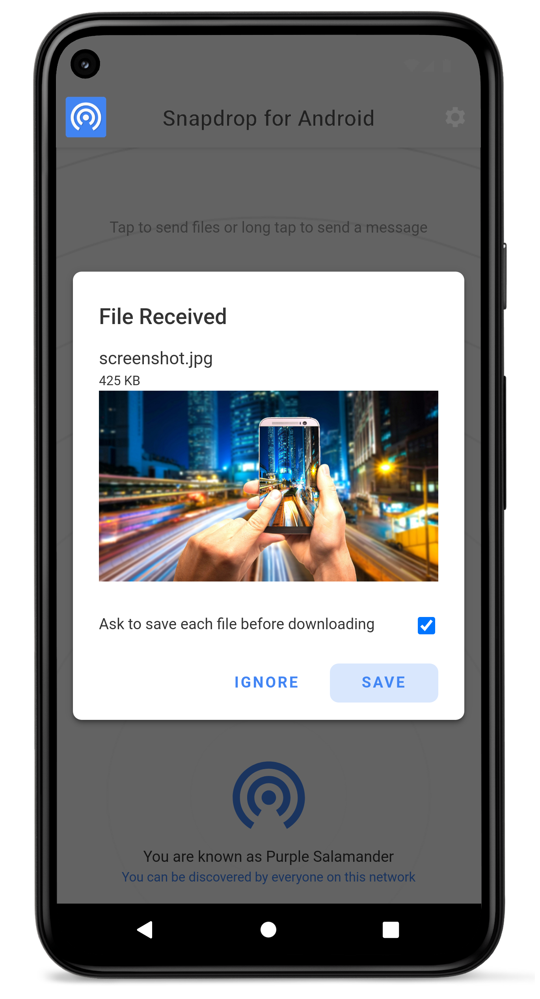 Snapdrop for Android
Tap to send files or long tap to send a message
File Received
screenshot.jpg
425 KB
Ask to save each file before downloading
IGNORE
SAVE
You are known as Purple Salamander
You can be discovered by everyone on this network